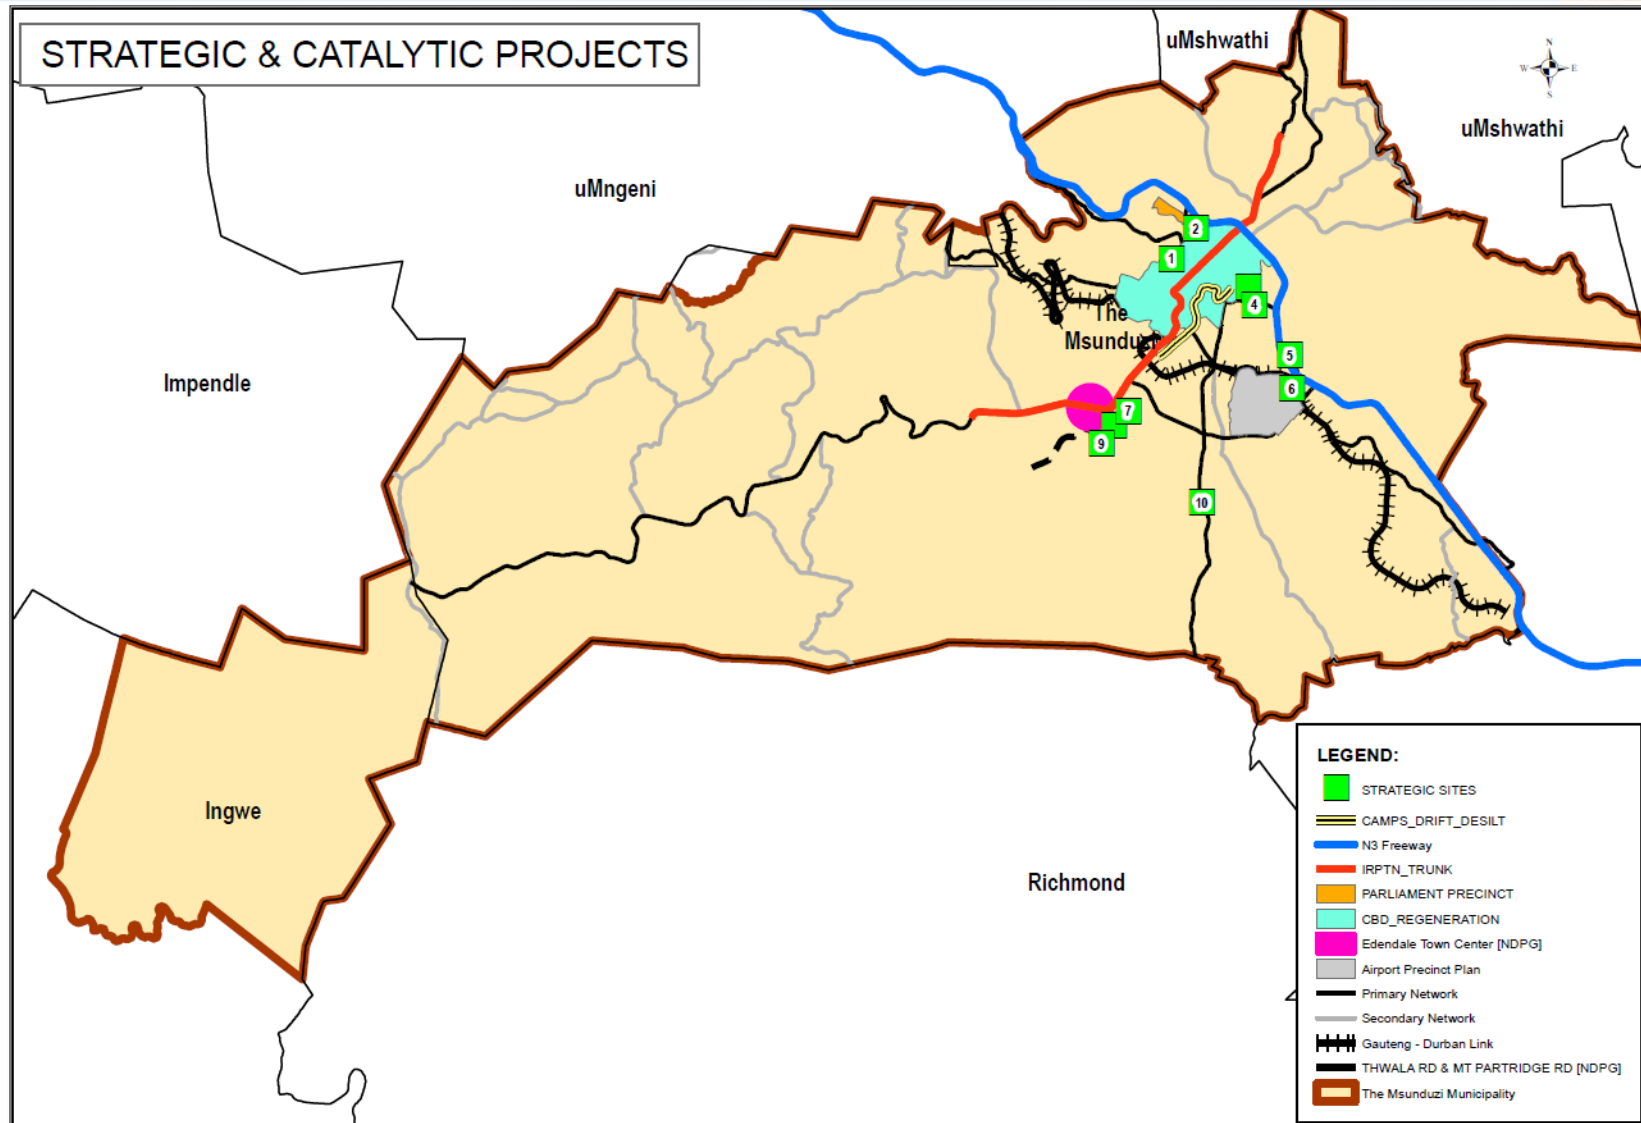 STRATEGIC & CATALYTIC PROJECTS
uMshwathi
N
W E
S
uMshwathi
uMngeni
2
1
4
The
Msunduzi
5
Impendle
6
7
9
10
Ingwe
Richmond
LEGEND:
STRATEGIC SITES
CAMPS_DRIFT_DESILT
N3 Freeway
IRPTN_TRUNK
PARLIAMENT PRECINCT
CBD_REGENERATION
Edendale Town Center [NDPG]
Airport Precinct Plan
Primary Network
Secondary Network
Gauteng - Durban Link
THWALA RD & MT PARTRIDGE RD [NDPG]
The Msunduzi Municipality